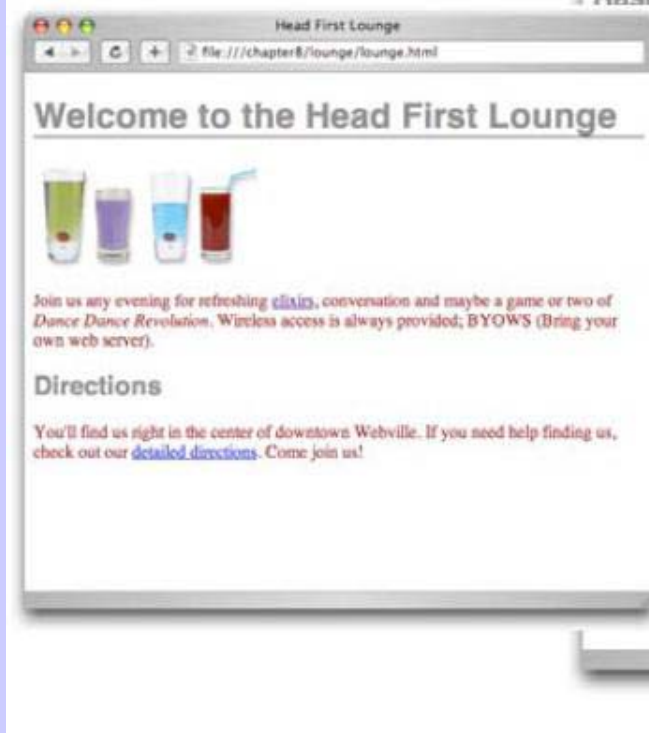 Head First Lounge
file:///chapter8/lounge/lounge.html
Welcome to the Head First Lounge
Join us any evening for refreshing elixirs, conversation and maybe a game or two of
Dance Dance Revolution. Wireless access is always provided; BYOWS (Bring your
own web server).
Directions
You'll find us right in the center of downtown Webville. If you need help finding us,
check out our detailed directions. Come join us!